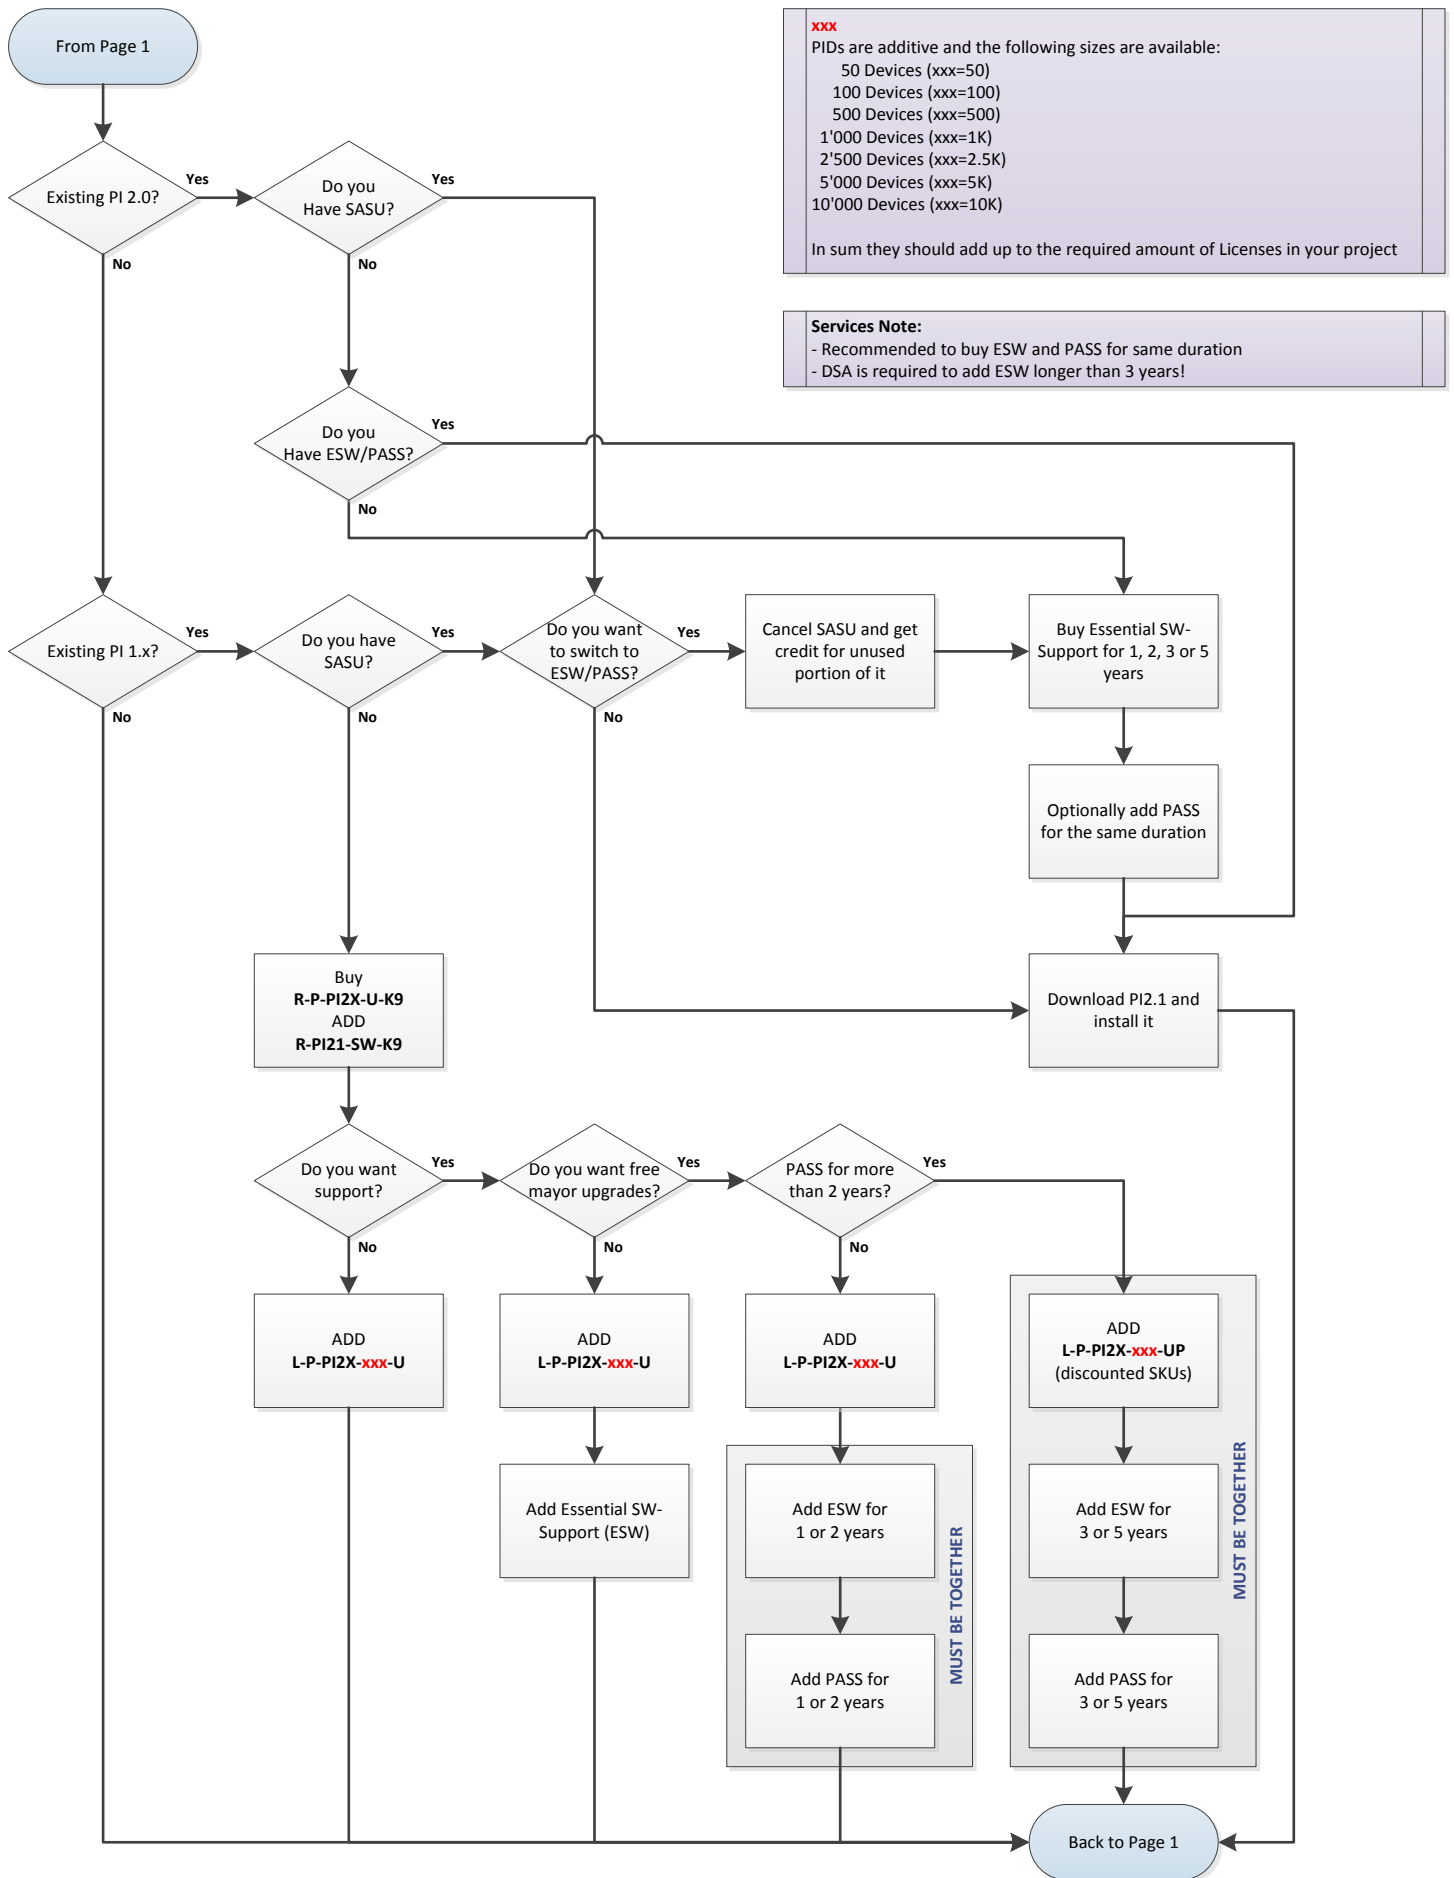 From Page 1
xxx
PIDs are additive and the following sizes are available:
50 Devices (xxx=50)
100 Devices (xxx=100)
500 Devices (xxx=500)
1'000 Devices (xxx=1K)
2'500 Devices (xxx=2.5K)
5'000 Devices (xxx=5K)
10'000 Devices (xxx=10K)
In sum they should add up to the required amount of Licenses in your project
Services Note:
- Recommended to buy ESW and PASS for same duration
- DSA is required to add ESW longer than 3 years!
Existing PI 2.0?
Yes
No
Do you
Have SASU?
Yes
No
Do you
Have ESW/PASS?
Yes
No
Existing PI 1.x?
Yes
No
Do you have
SASU?
Yes
No
Do you want
to switch to
ESW/PASS?
Yes
No
Cancel SASU and get
credit for unused
portion of it
Buy Essential SW-
Support for 1, 2, 3 or 5
years
Optionally add PASS
for the same duration
Buy
R-P-PI2X-U-K9
ADD
R-PI21-SW-K9
Download PI2.1 and
install it
Do you want
support?
Yes
No
Do you want free
mayor upgrades?
Yes
No
PASS for more
than 2 years?
Yes
No
ADD
L-P-PI2X-xxx-U
ADD
L-P-PI2X-xxx-U
ADD
L-P-PI2X-xxx-U
ADD
L-P-PI2X-xxx-UP
(discounted SKUs)
Add Essential SW-
Support (ESW)
Add ESW for
1 or 2 years
Add PASS for
1 or 2 years
MUST BE TOGETHER
Add ESW for
3 or 5 years
Add PASS for
3 or 5 years
MUST BE TOGETHER
Back to Page 1